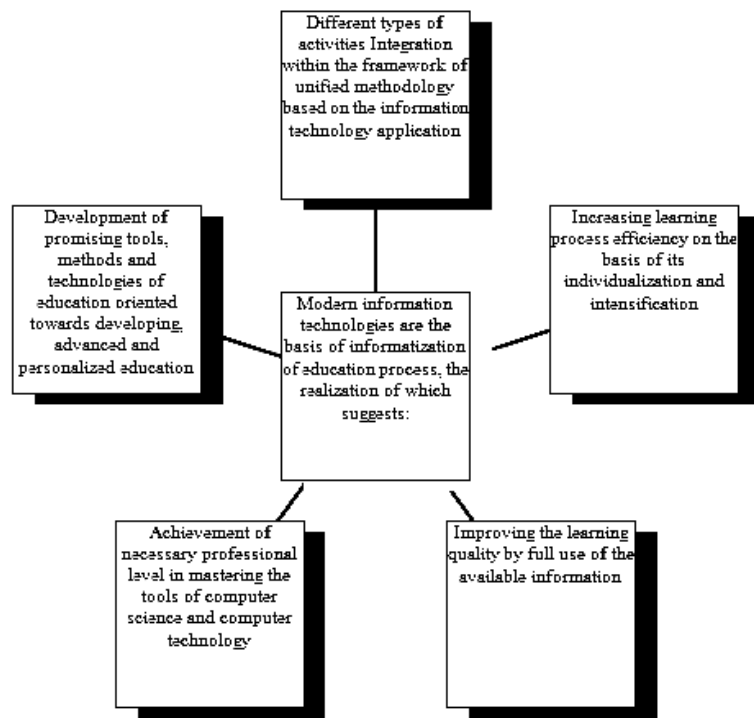 Different types of
activities Integration
within the framework of
unified methodology
based on the information
technology application
Development of
promising tools,
methods and
technologies of
education oriented
towards developing,
advanced and
personalized education
Increasing learning
process efficiency on the
basis of its
individualization and
intensification
Modern information
technologies are the
basis of informatization
of education process, the
realization of which
suggests:
Achievement of
necessary professional
level in mastering the
tools of computer
science and computer
technology
Improving the learning
quality by full use of the
available information